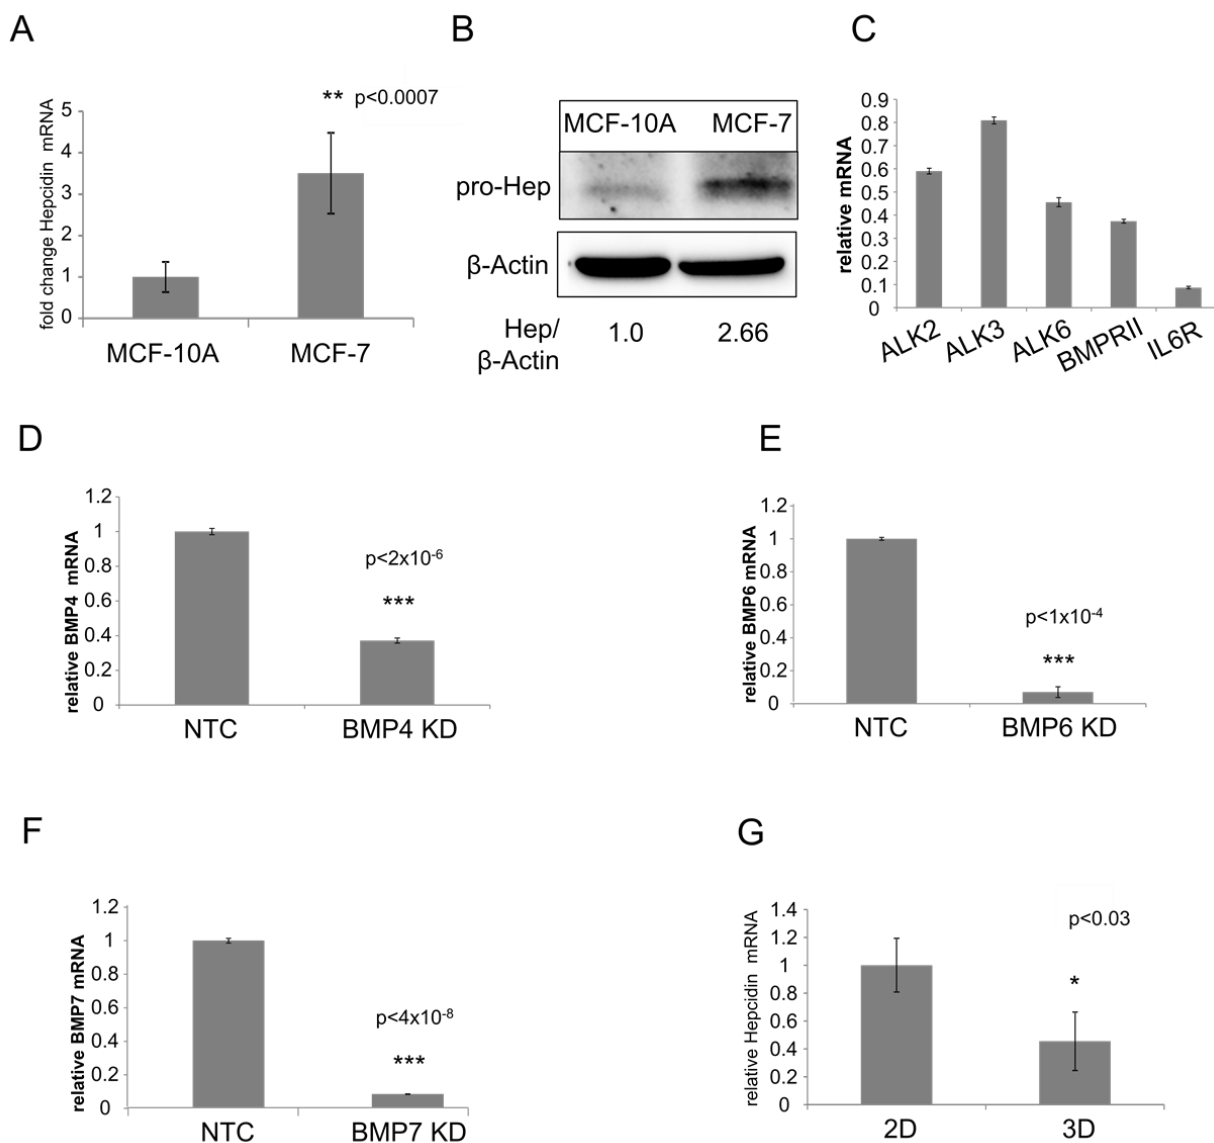 A
fold change Hepcidin mRNA
5
4
3
2
1
0
** p<0.0007
MCF-10A MCF-7
B
MCF-10A MCF-7
pro-Hep
β-Actin
Hep/
β-Actin
1.0 2.66
C
relative mRNA
0.9
0.8
0.7
0.6
0.5
0.4
0.3
0.2
0.1
0
ALK2 ALK3 ALK6 BMPRII IL6R
D
relative BMP4 mRNA
1.2
1
0.8
0.6
0.4
0.2
0
p<2x10-6
***
NTC BMP4 KD
E
relative BMP6 mRNA
1.2
1
0.8
0.6
0.4
0.2
0
p<1x10-4
***
NTC BMP6 KD
F
relative BMP7 mRNA
1.2
1
0.8
0.6
0.4
0.2
0
p<4x10-8
***
NTC BMP7 KD
G
relative Hepcidin mRNA
1.4
1.2
1
0.8
0.6
0.4
0.2
0
p<0.03
*
2D 3D